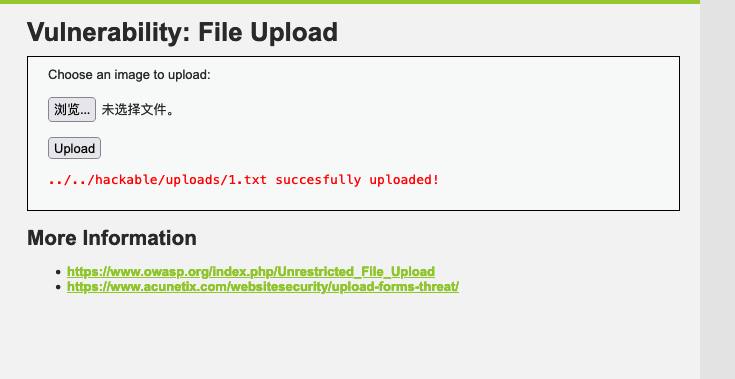 Vulnerability: File Upload
Choose an image to upload:
浏览... 未选择文件。
Upload
../../hackable/uploads/1.txt succesfully uploaded!
More Information
https://www.owasp.org/index.php/Unrestricted_File_Upload
https://www.acunetix.com/websitesecurity/upload-forms-threat/